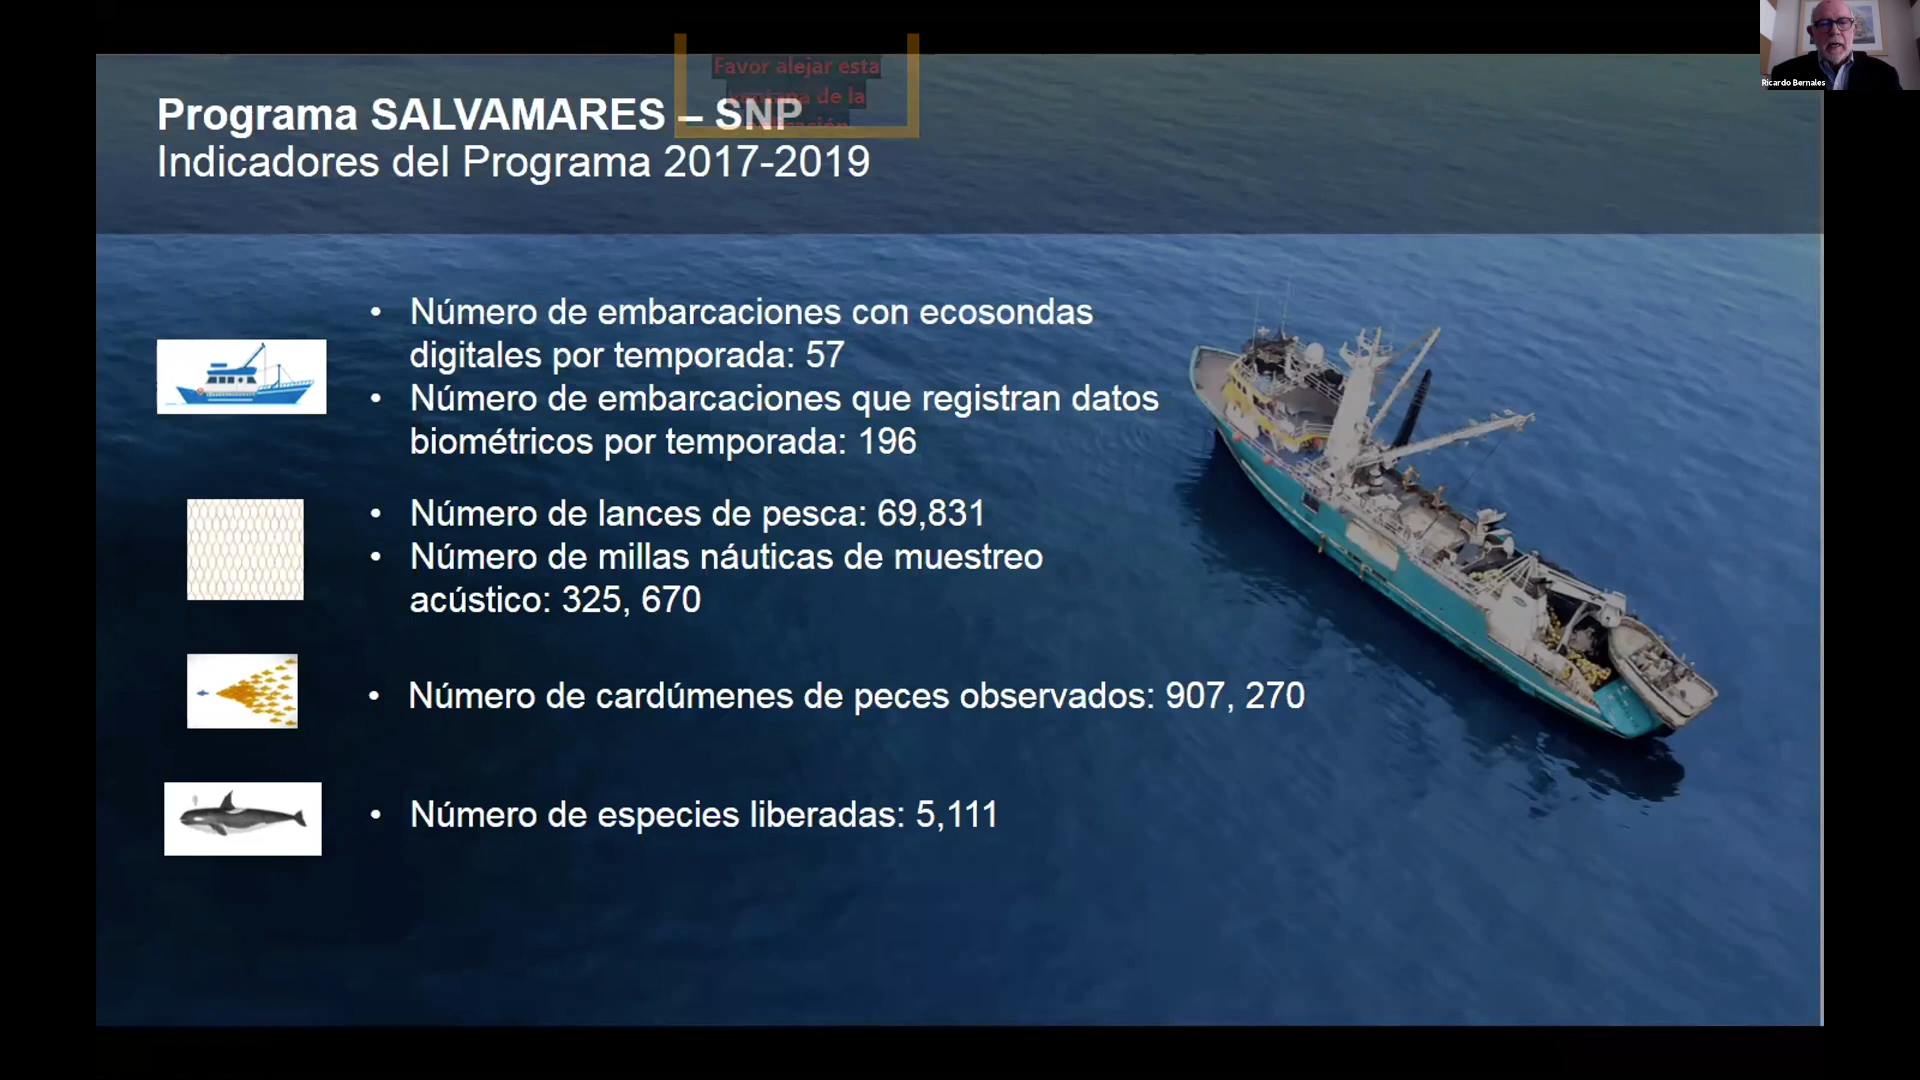 Ricardo Bernales
Favor alejar esta
ventana de la
Programa SALVAMARES – SNP
Indicadores del Programa 2017-2019
• Número de embarcaciones con ecosondas
digitales por temporada: 57
• Número de embarcaciones que registran datos
biométricos por temporada: 196
• Número de lances de pesca: 69,831
• Número de millas náuticas de muestreo
acústico: 325, 670
• Número de cardúmenes de peces observados: 907, 270
• Número de especies liberadas: 5,111